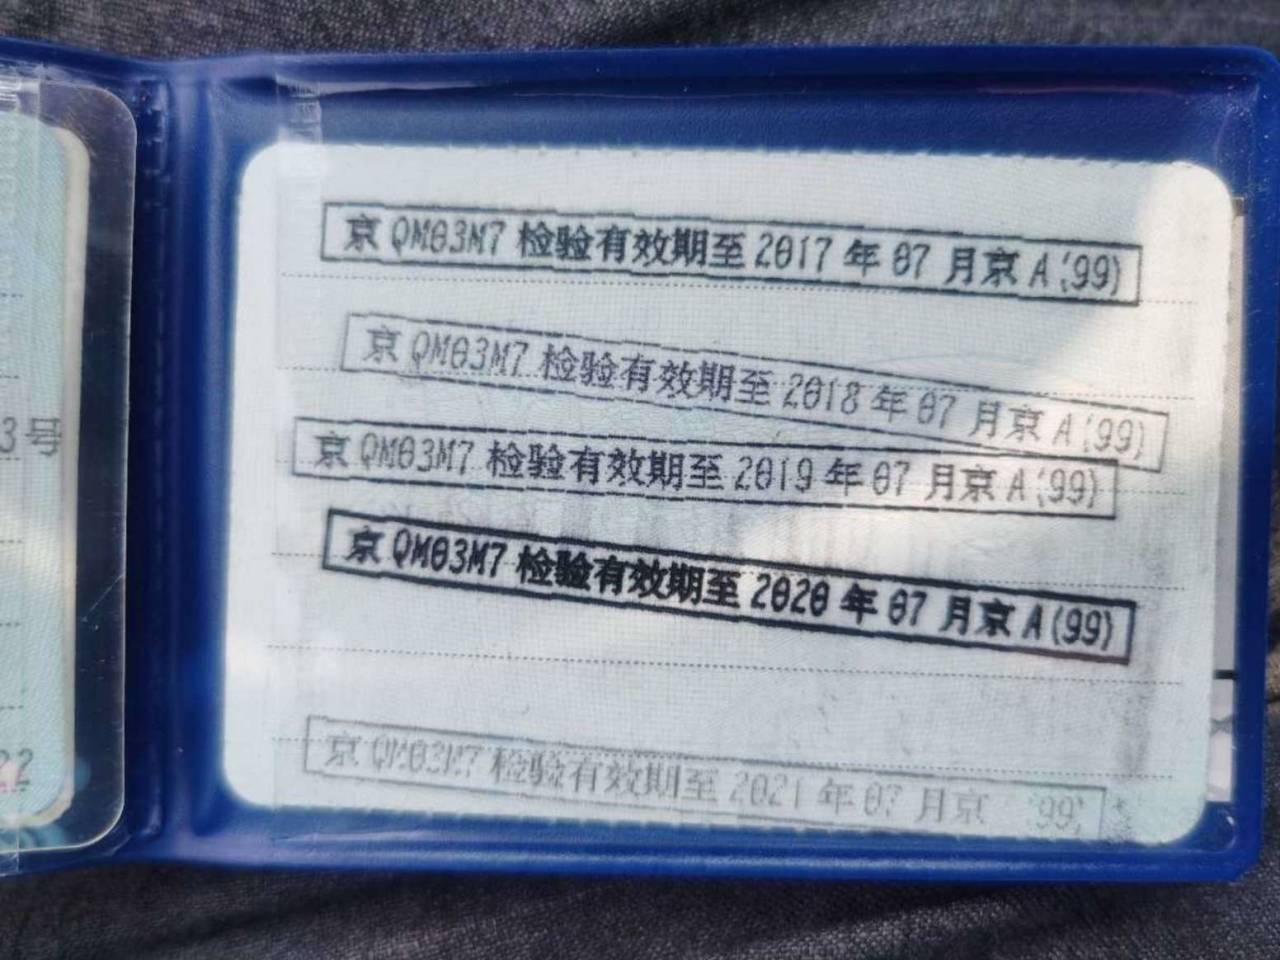 京 QM03M7 检验有效期至 2017 年 07 月京 A(99)
京 QM03M7 检验有效期至 2018 年 07 月京 A(99)
京 QM03M7 检验有效期至 2019 年 07 月京 A(99)
3号
京 QM03M7 检验有效期至 2020 年 07 月京 A(99)
22
京 QM03M7 检验有效期至 2021 年 07 月京 99)